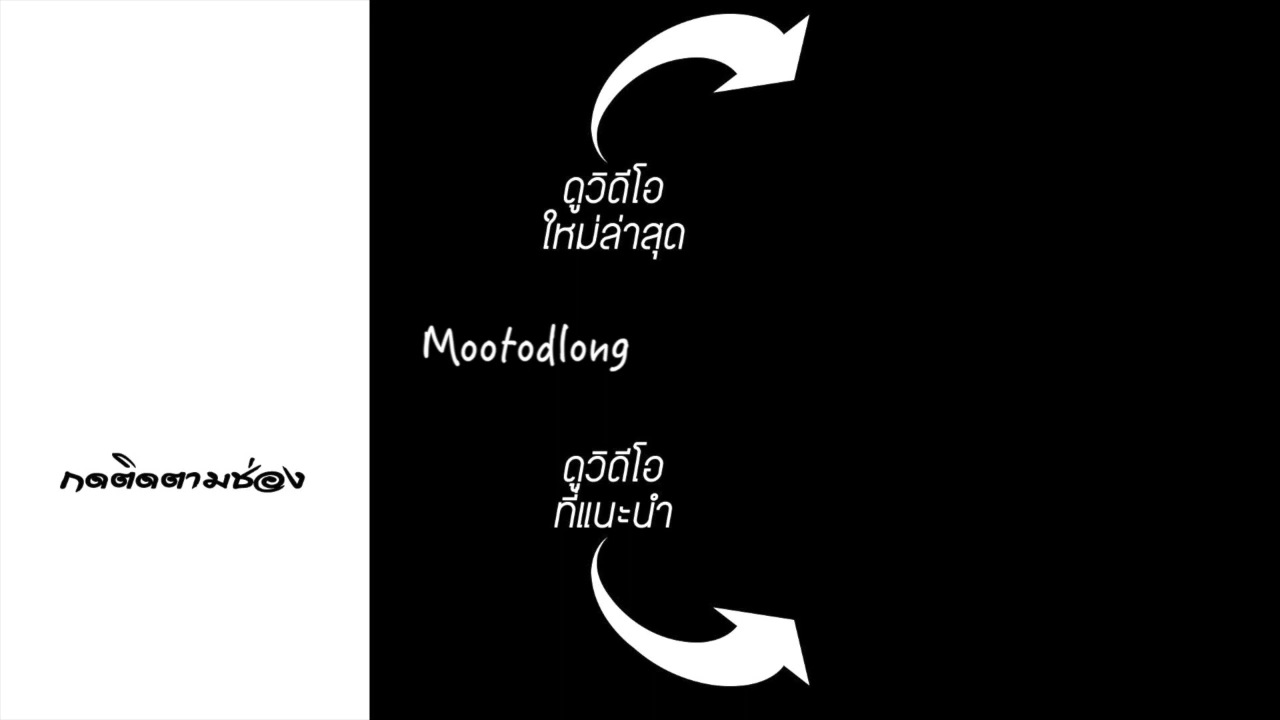 ดูวิดีโอ
ใหม่ล่าสุด
Mootodlong
กดติดตามช่อง
ดูวิดีโอ
ที่แนะนำ